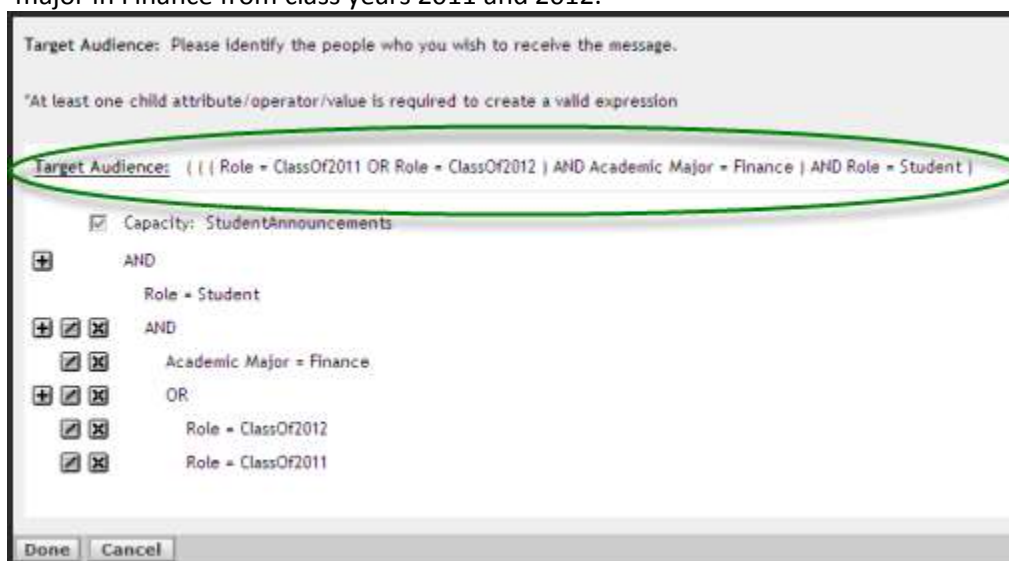 major in Finance from class years 2011 and 2012.
Target Audience: Please identify the people who you wish to receive the message.
*At least one child attribute/operator/value is required to create a valid expression
Target Audience: ( ( ( Role = ClassOf2011 OR Role = ClassOf2012 ) AND Academic Major = Finance ) AND Role = Student )
Capacity: StudentAnnouncements
AND
Role = Student
AND
Academic Major = Finance
OR
Role = ClassOf2012
Role = ClassOf2011
Done Cancel